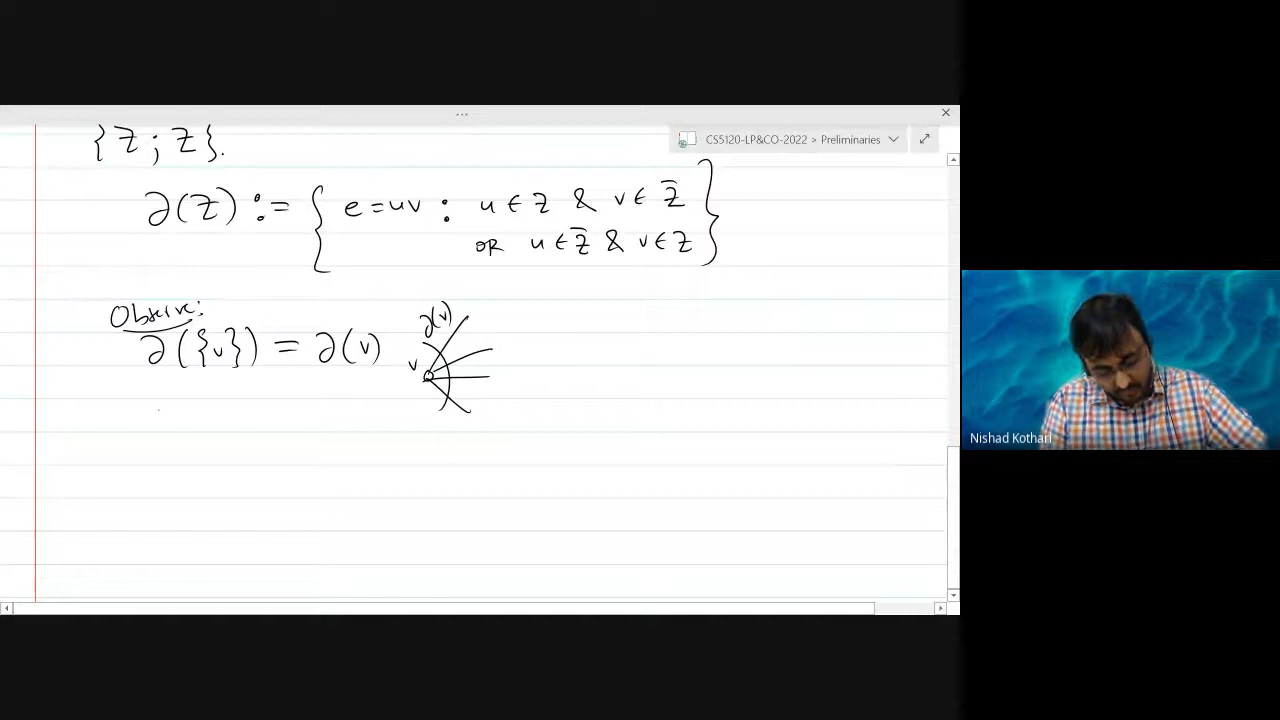 CS5120-LP&CO-2022 > Preliminaries
{Z ; Z̄}.
∂(Z) := { e=uv : u ∈ Z & v ∈ Z̄
OR u ∈ Z̄ & v ∈ Z }
Observe:
∂({v}) = ∂(v)
∂(v)
v
Nishad Kothari